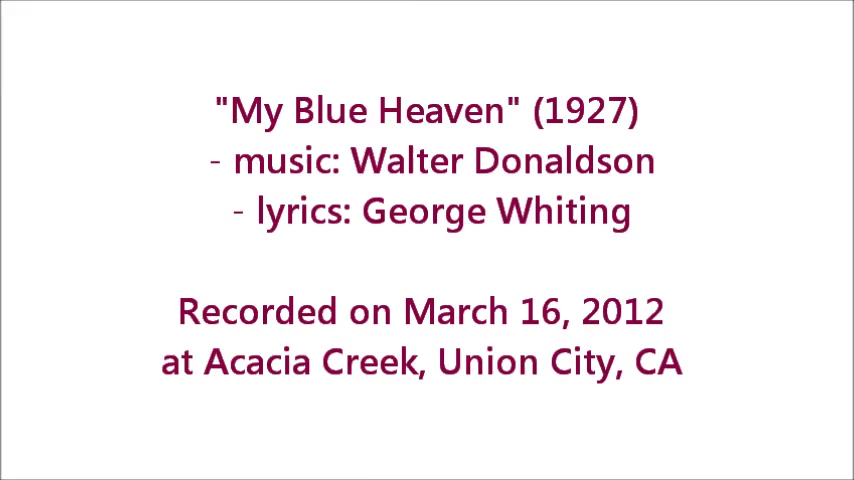 "My Blue Heaven" (1927)
- music: Walter Donaldson
- lyrics: George Whiting
Recorded on March 16, 2012
at Acacia Creek, Union City, CA